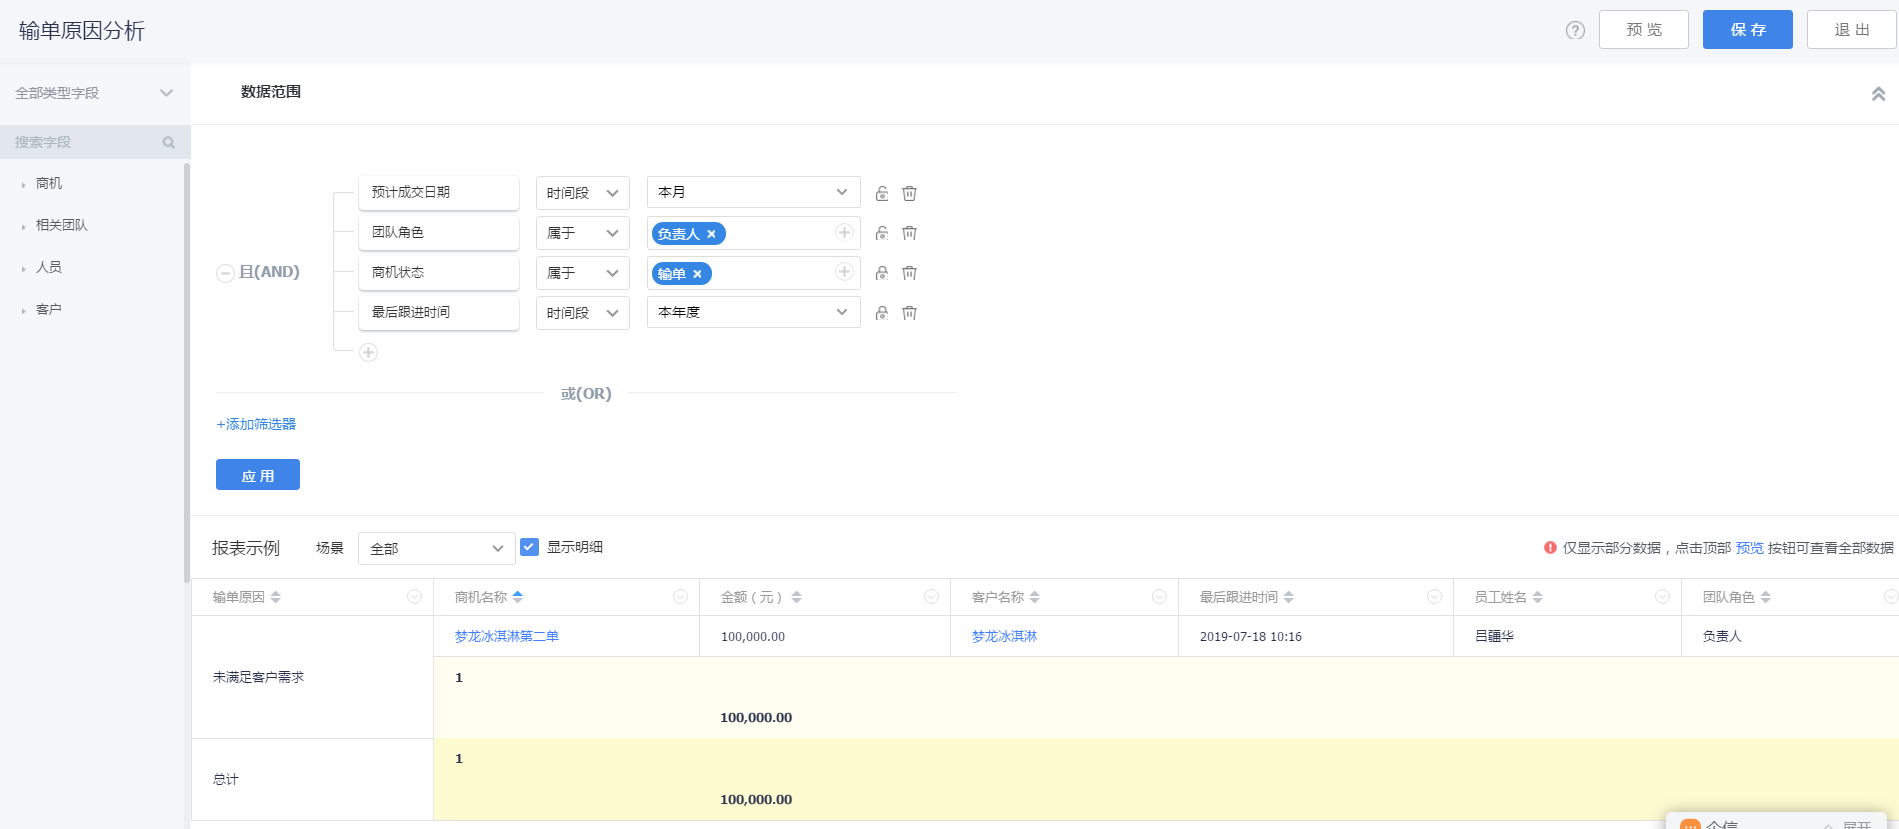 输单原因分析
? 预 览 保 存 退 出
全部类型字段
搜索字段
商机
相关团队
人员
客户
数据范围
且(AND)
预计成交日期 时间段 本月
团队角色 属于 负责人 ×
商机状态 属于 输单 ×
最后跟进时间 时间段 本年度
或(OR)
+添加筛选器
应 用
报表示例 场景 全部 显示明细 仅显示部分数据，点击顶部 预览 按钮可查看全部数据
输单原因 商机名称 金额（元） 客户名称 最后跟进时间 员工姓名 团队角色
梦龙冰淇淋第二单 100,000.00 梦龙冰淇淋 2019-07-18 10:16 吕疆华 负责人
未满足客户需求
1
100,000.00
总计
1
100,000.00
企信 展开